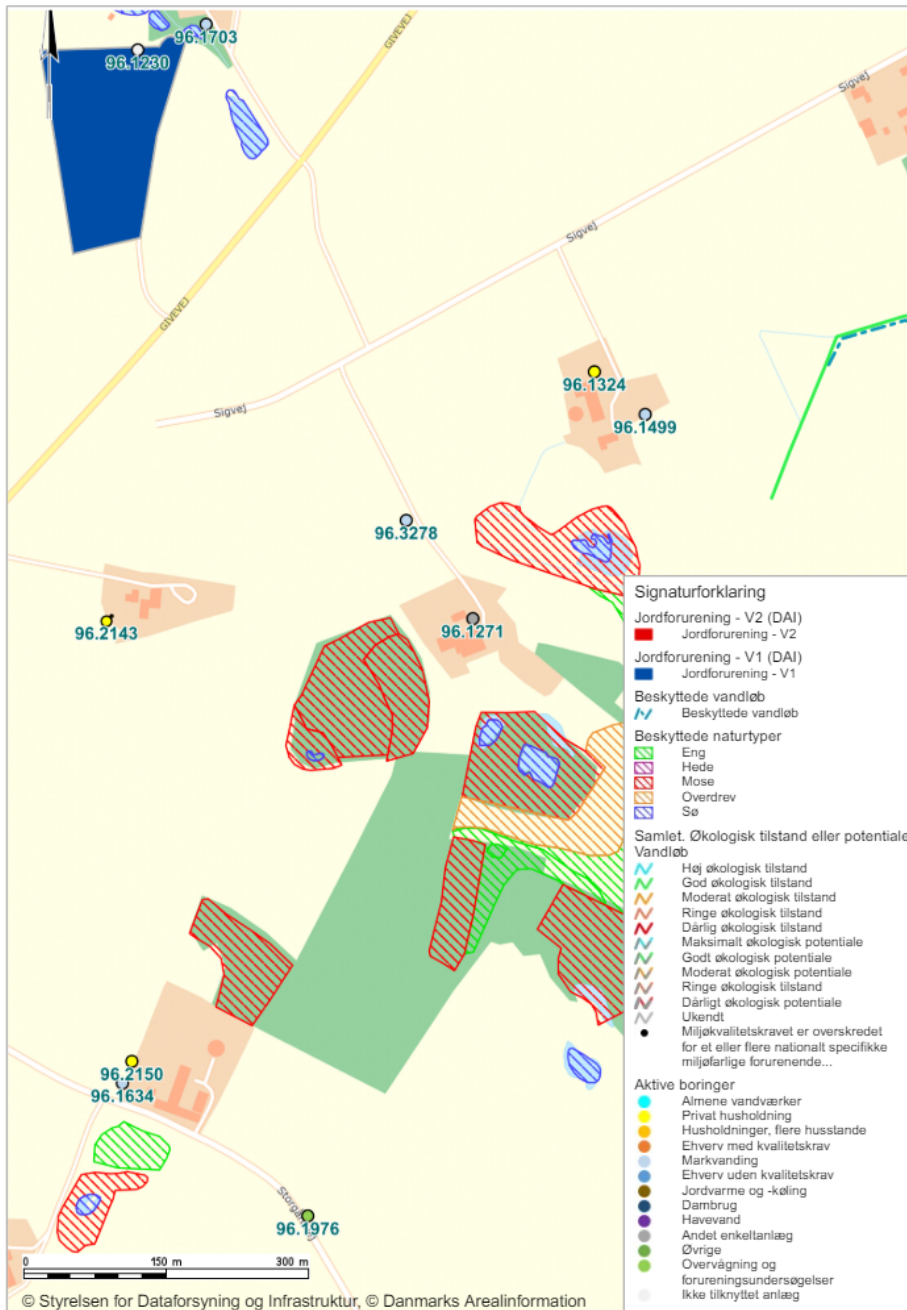 96.1703
96.1230
GIVEVEJ
Sigvej
Sigvej
GIVEVEJ
96.1324
Sigvej
96.1499
96.3278
96.2143
96.1271
96.2150
96.1634
96.1976
0 150 m 300 m
© Styrelsen for Dataforsyning og Infrastruktur, © Danmarks Arealinformation
Signaturforklaring
Jordforurening - V2 (DAI)
Jordforurening - V2
Jordforurening - V1 (DAI)
Jordforurening - V1
Beskyttede vandløb
Beskyttede vandløb
Beskyttede naturtyper
Eng
Hede
Mose
Overdrev
Sø
Samlet. Økologisk tilstand eller potentiale
Vandløb
Høj økologisk tilstand
God økologisk tilstand
Moderat økologisk tilstand
Ringe økologisk tilstand
Dårlig økologisk tilstand
Maksimalt økologisk potentiale
Godt økologisk potentiale
Moderat økologisk potentiale
Ringe økologisk tilstand
Dårligt økologisk potentiale
Ukendt
Miljøkvalitetskravet er overskredet
for et eller flere nationalt specifikke
miljøfarlige forurenende...
Aktive boringer
Almene vandværker
Privat husholdning
Husholdninger, flere husstande
Ehverv med kvalitetskrav
Markvanding
Ehverv uden kvalitetskrav
Jordvarme og -køling
Dambrug
Havevand
Andet enkeltanlæg
Øvrige
Overvågning og
forureningsundersøgelser
Ikke tilknyttet anlæg